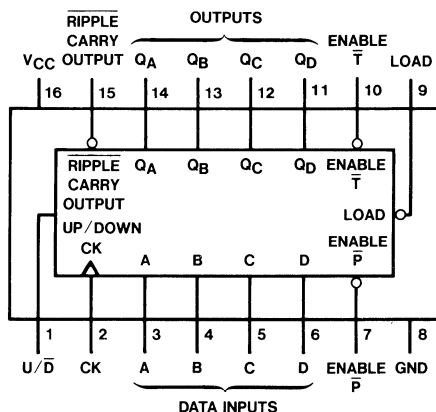 OUTPUTS
RIPPLE
CARRY
OUTPUT
ENABLE
T̅
LOAD
VCC
QA QB QC QD
16 15 14 13 12 11 10 9
RIPPLE
CARRY
OUTPUT
QA QB QC QD
ENABLE
T̅
LOAD
UP/DOWN
CK
A B C D
ENABLE
P̅
1 2 3 4 5 6 7 8
U/D̅ CK A B C D ENABLE
P̅
GND
DATA INPUTS